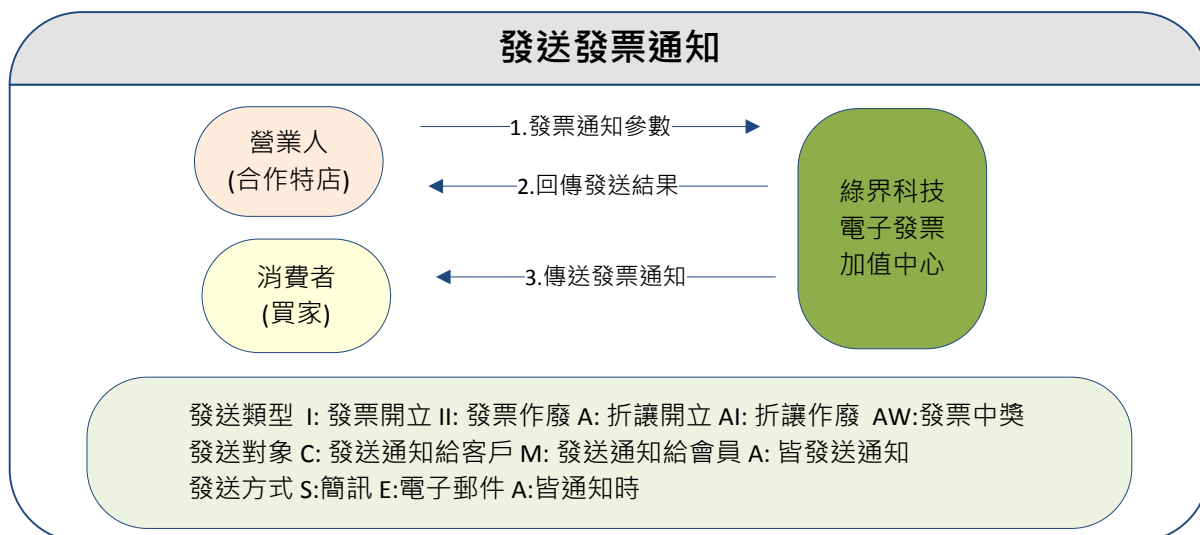 發送發票通知
營業人
(合作特店)
1.發票通知參數
2.回傳發送結果
綠界科技
電子發票
加值中心
消費者
(買家)
3.傳送發票通知
發送類型 I: 發票開立 II: 發票作廢 A: 折讓開立 AI: 折讓作廢 AW:發票中獎
發送對象 C: 發送通知給客戶 M: 發送通知給會員 A: 皆發送通知
發送方式 S:簡訊 E:電子郵件 A:皆通知時